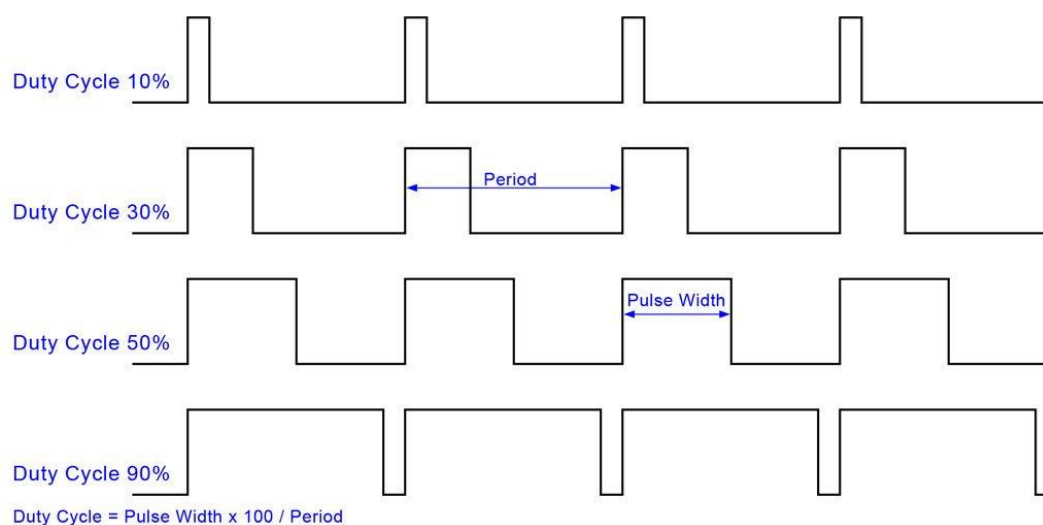 Duty Cycle 10%
Period
Duty Cycle 30%
Pulse Width
Duty Cycle 50%
Duty Cycle 90%
Duty Cycle = Pulse Width x 100 / Period